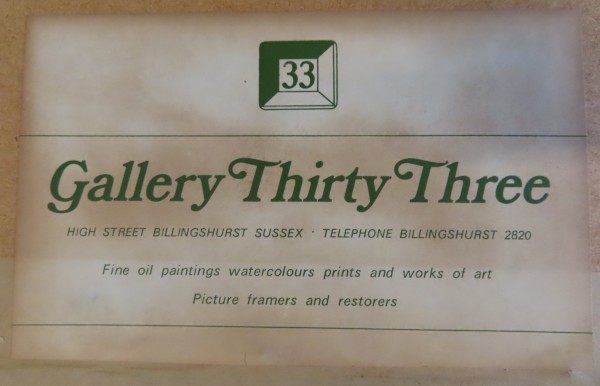 33
Gallery Thirty Three
HIGH STREET BILLINGSHURST SUSSEX · TELEPHONE BILLINGSHURST 2820
Fine oil paintings watercolours prints and works of art
Picture framers and restorers